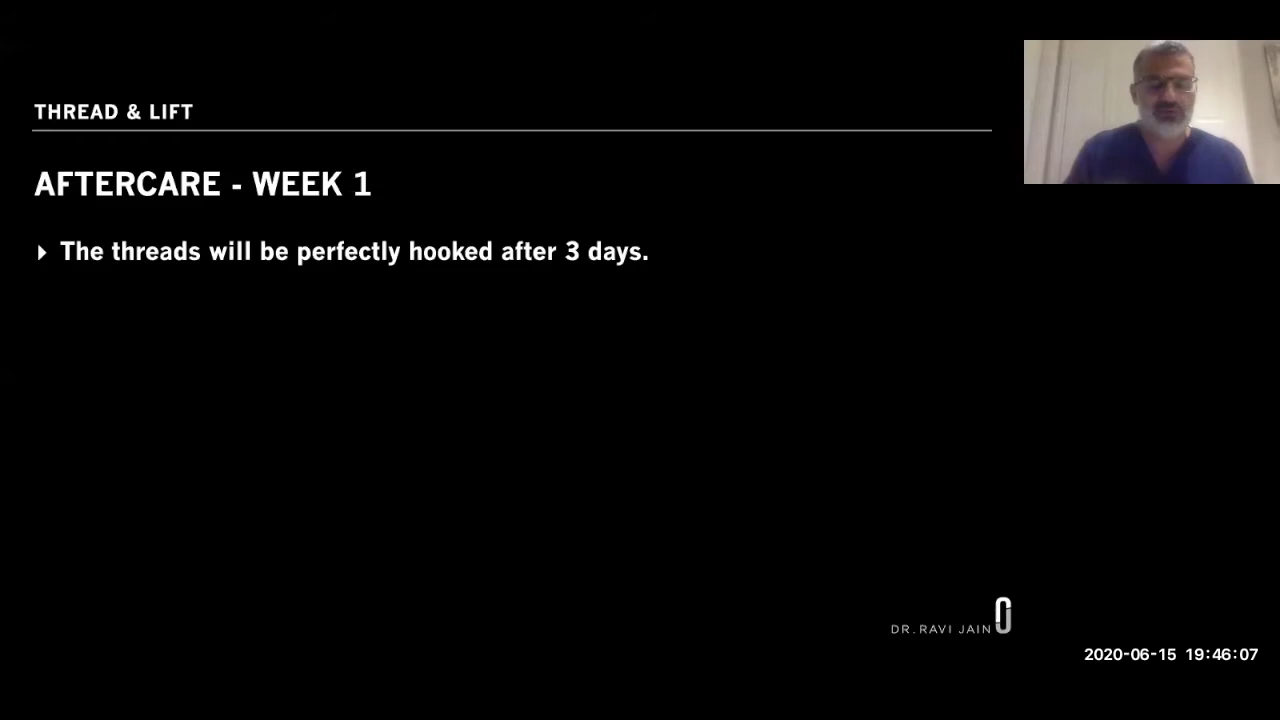 THREAD & LIFT
AFTERCARE - WEEK 1
The threads will be perfectly hooked after 3 days.
DR. RAVI JAIN
2020-06-15 19:46:07